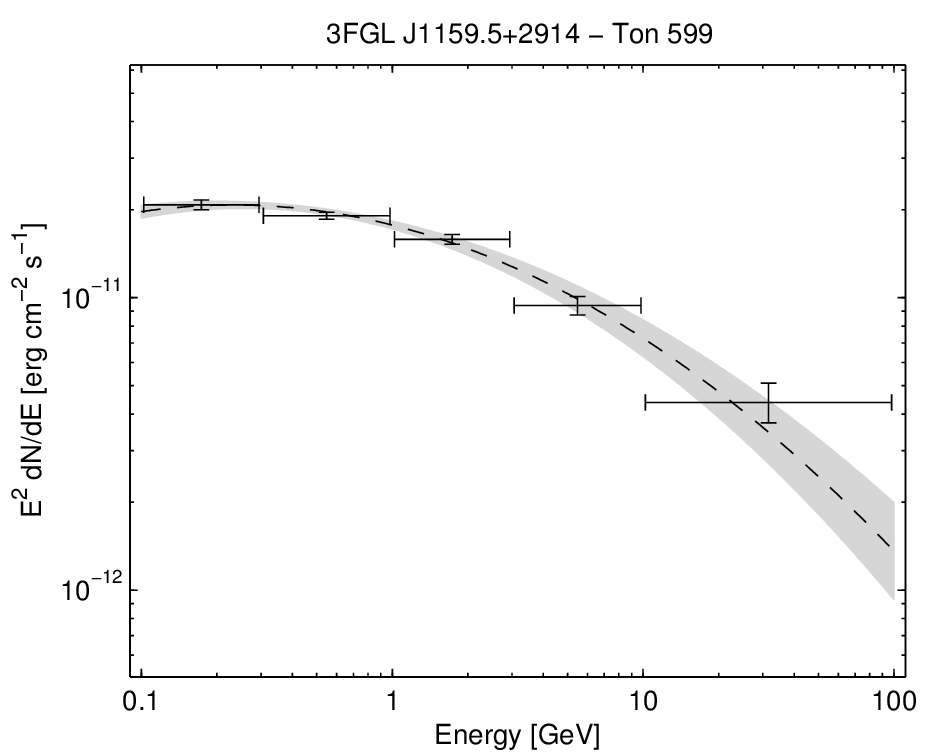 3FGL J1159.5+2914 − Ton 599
E² dN/dE [erg cm⁻² s⁻¹]
10⁻¹¹
10⁻¹²
0.1
1
10
100
Energy [GeV]